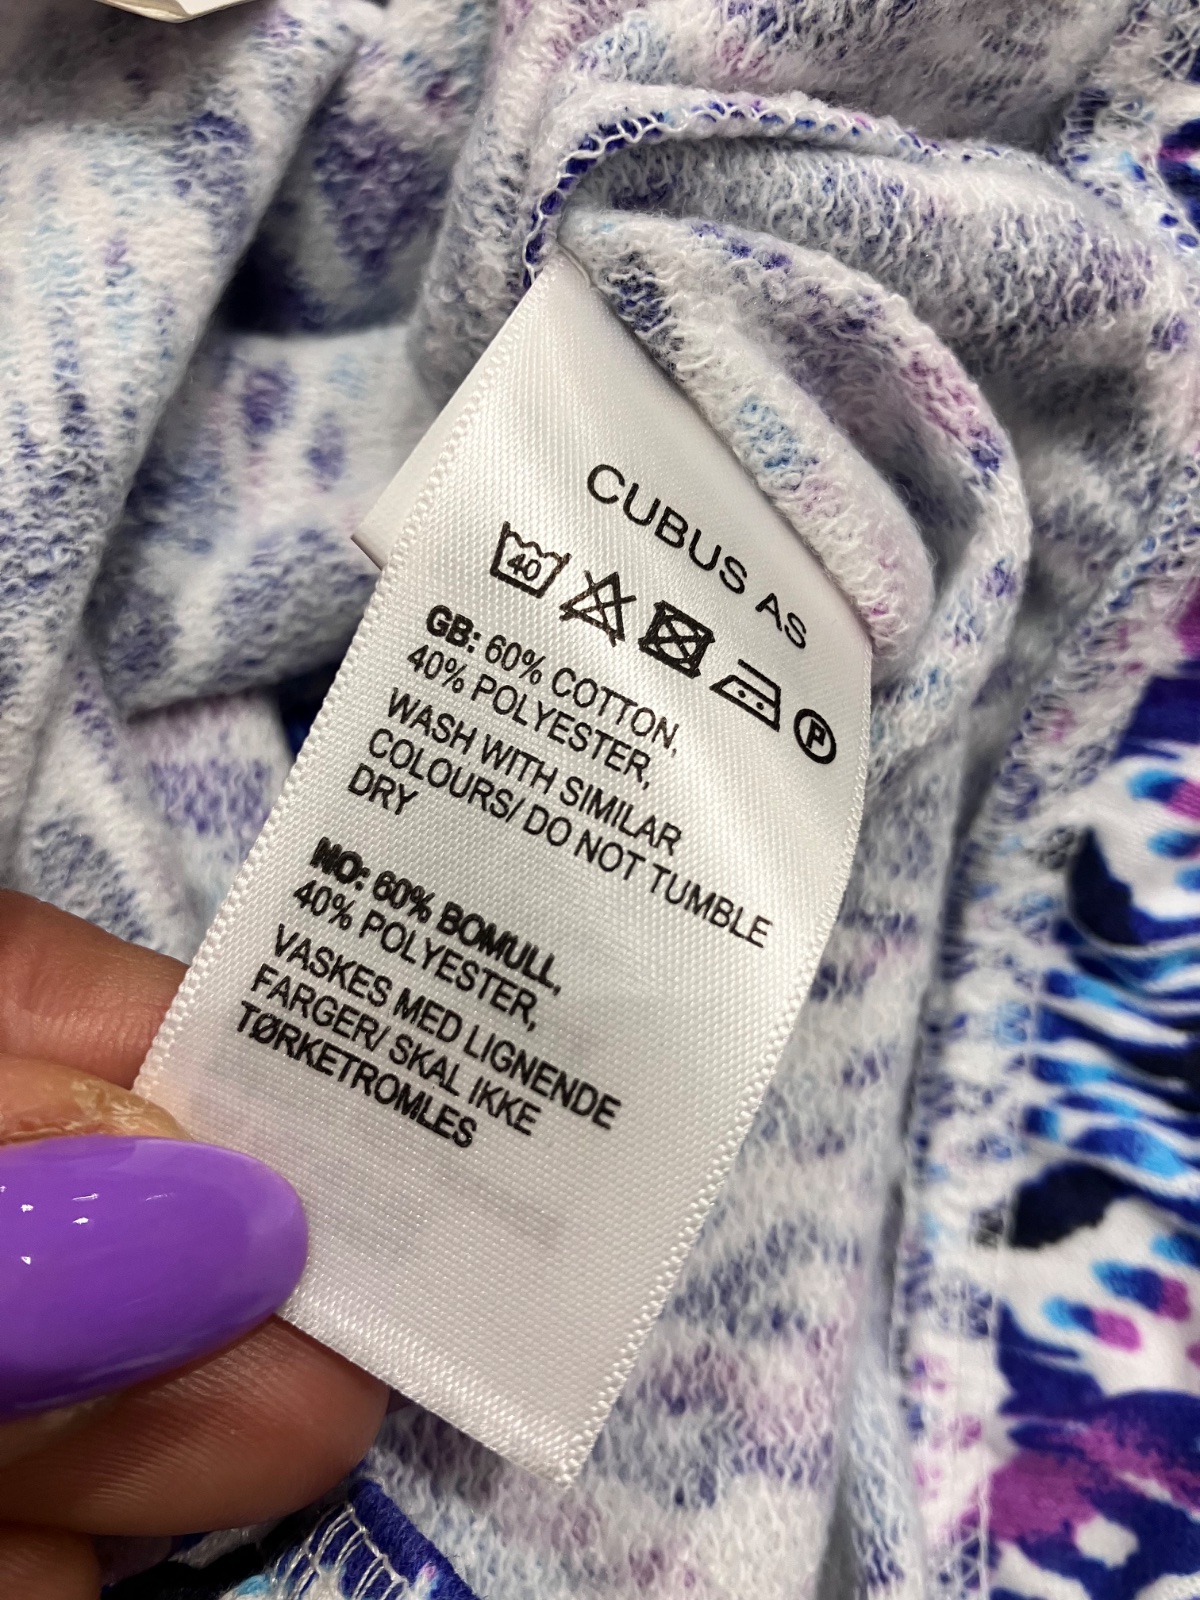 CUBUS AS
40
P
GB: 60% COTTON,
40% POLYESTER,
WASH WITH SIMILAR
COLOURS/ DO NOT TUMBLE
DRY
NO: 60% BOMULL,
40% POLYESTER,
VASKES MED LIGNENDE
FARGER/ SKAL IKKE
TØRKETROMLES